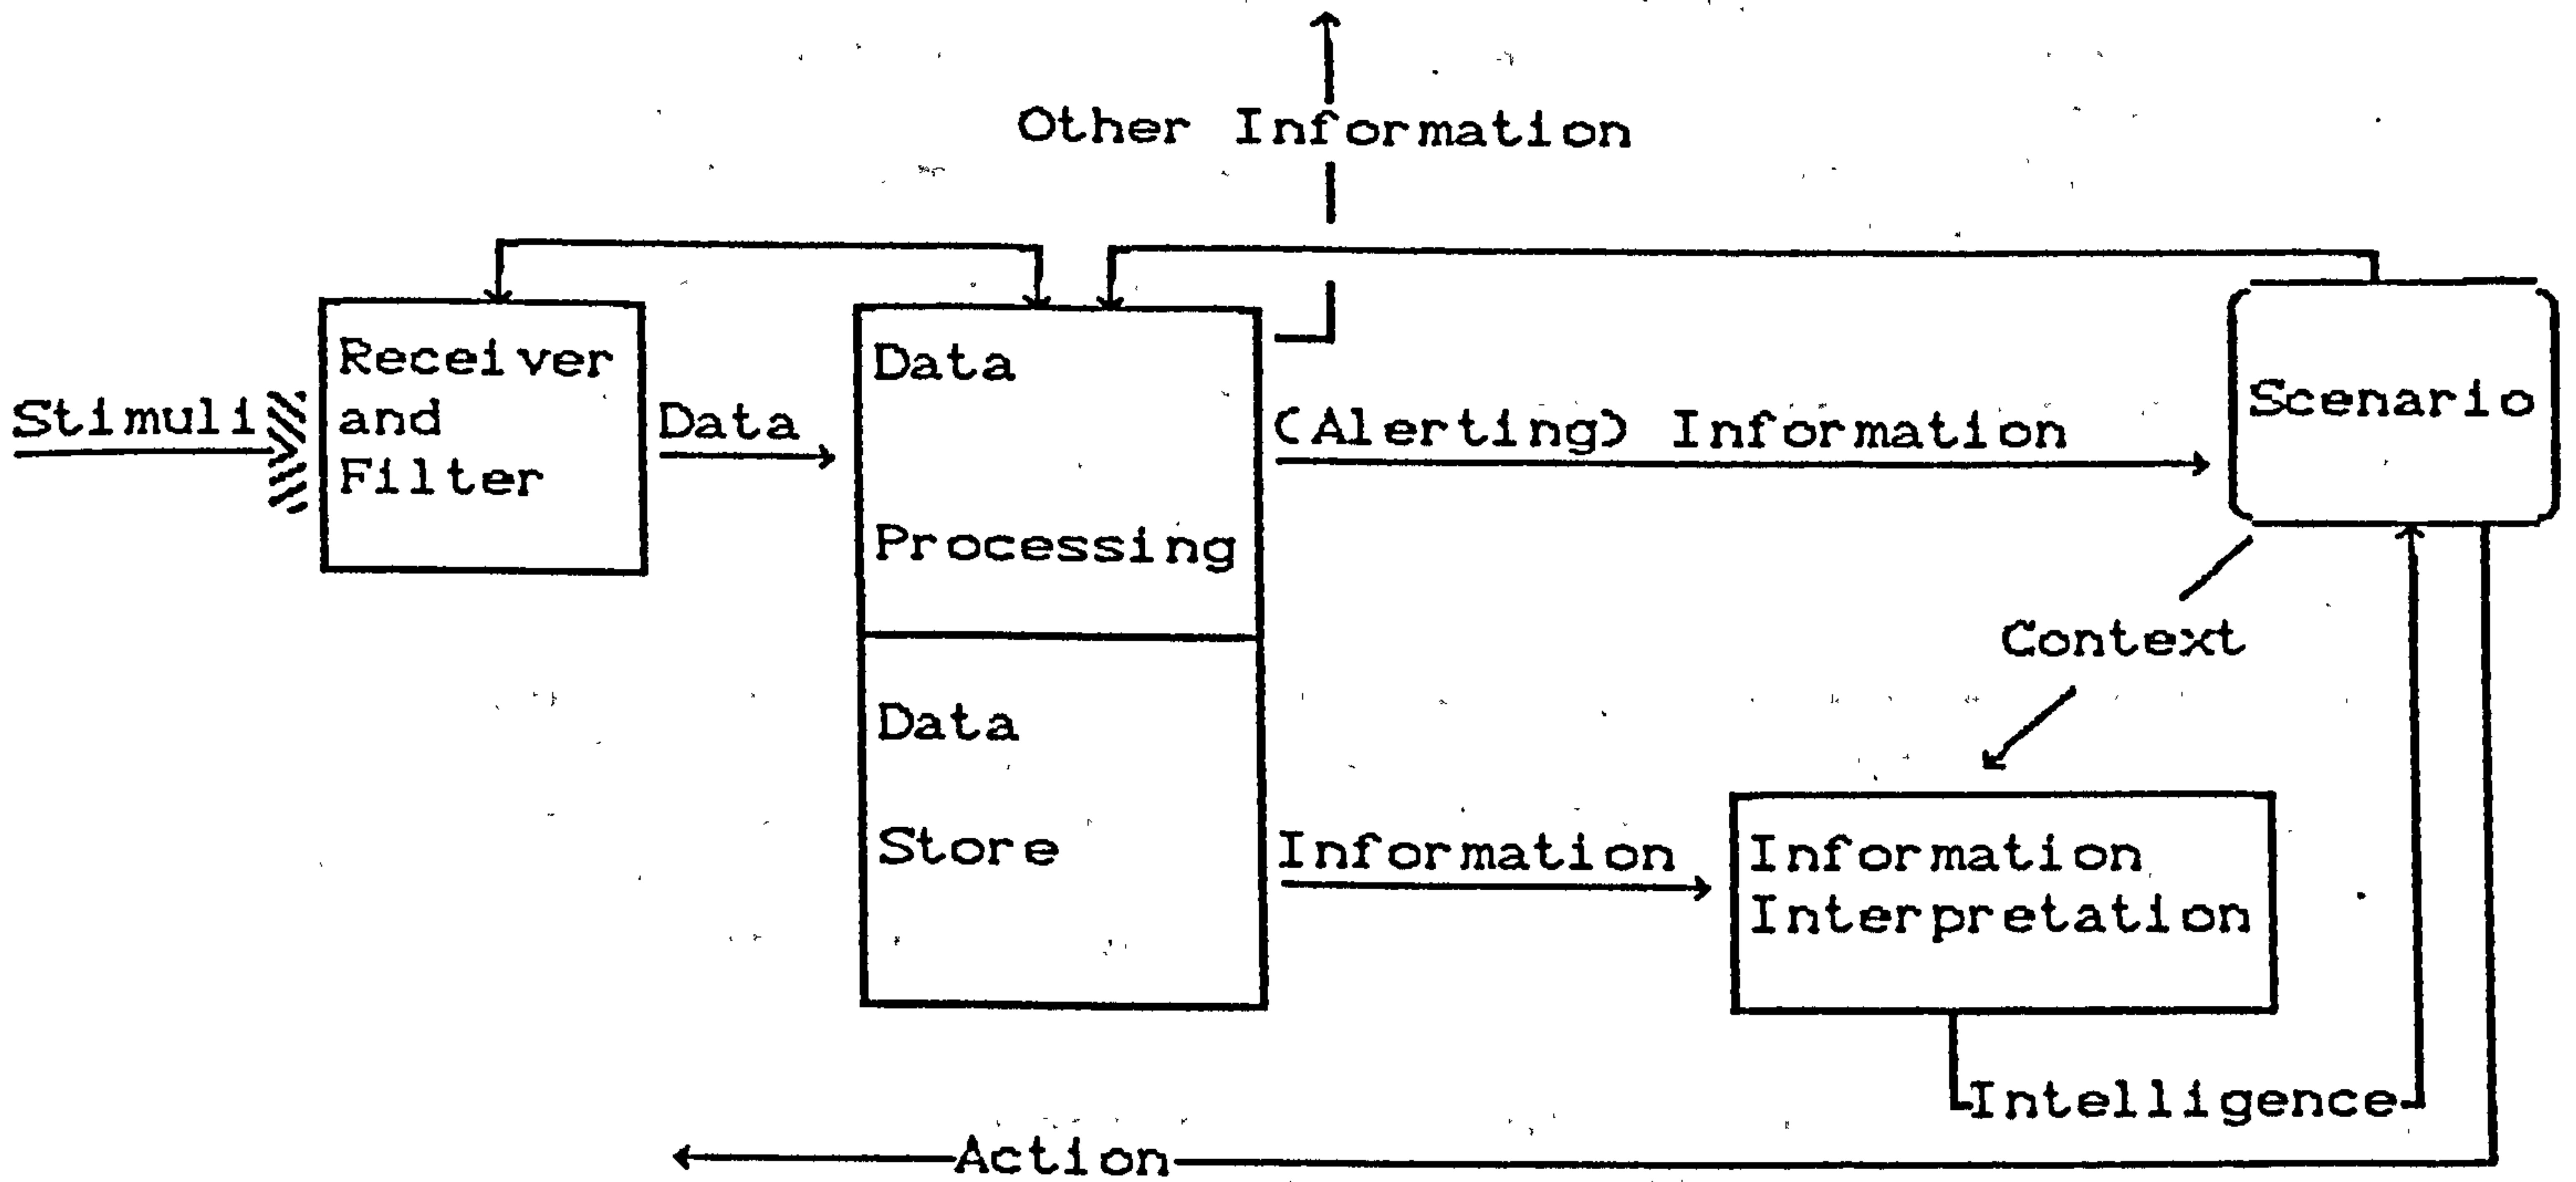 Other Information
Receiver
and
Filter
Stimuli
Data
Data
Processing
(Alerting) Information
Scenario
Context
Data
Store
Information
Information
Interpretation
Intelligence
Action